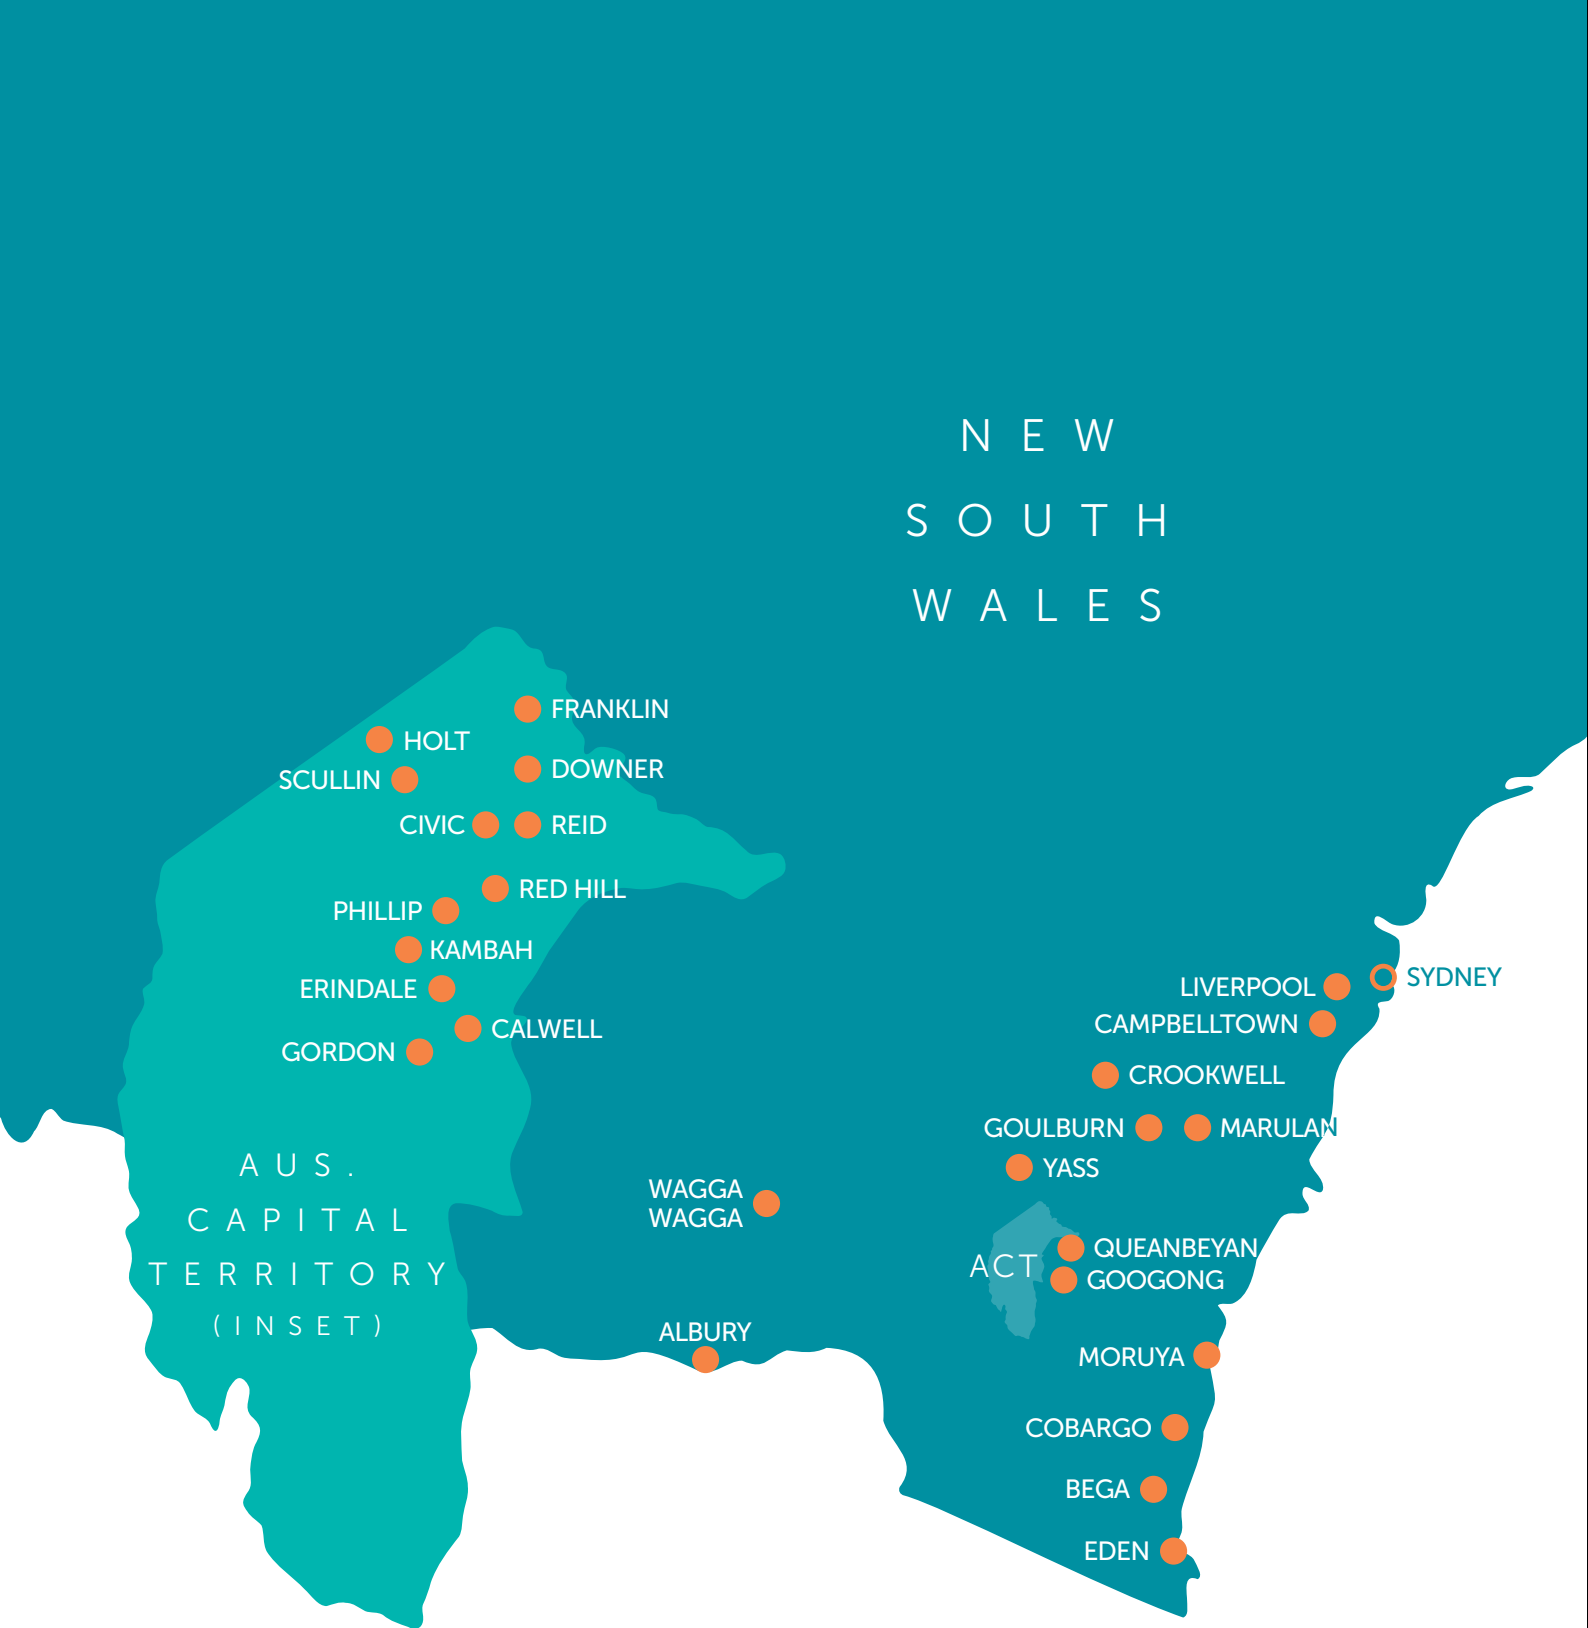 NEW
SOUTH
WALES
FRANKLIN
HOLT
DOWNER
SCULLIN
CIVIC
REID
RED HILL
PHILLIP
KAMBAH
ERINDALE
CALWELL
GORDON
AUS.
CAPITAL
TERRITORY
(INSET)
SYDNEY
LIVERPOOL
CAMPBELLTOWN
CROOKWELL
GOULBURN
MARULAN
YASS
WAGGA
WAGGA
QUEANBEYAN
ACT
GOOGONG
ALBURY
MORUYA
COBARGO
BEGA
EDEN